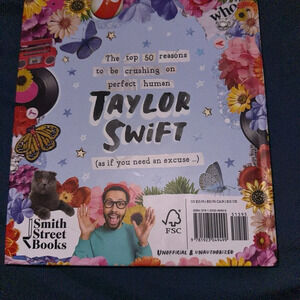 who
The top 50 reasons
to be crushing on
perfect human
TAYLOR
SWiFT
(as if you need an excuse...)
Smith
Street
Books
FSC
UNOFFICIAL & UNAUTHORIZED